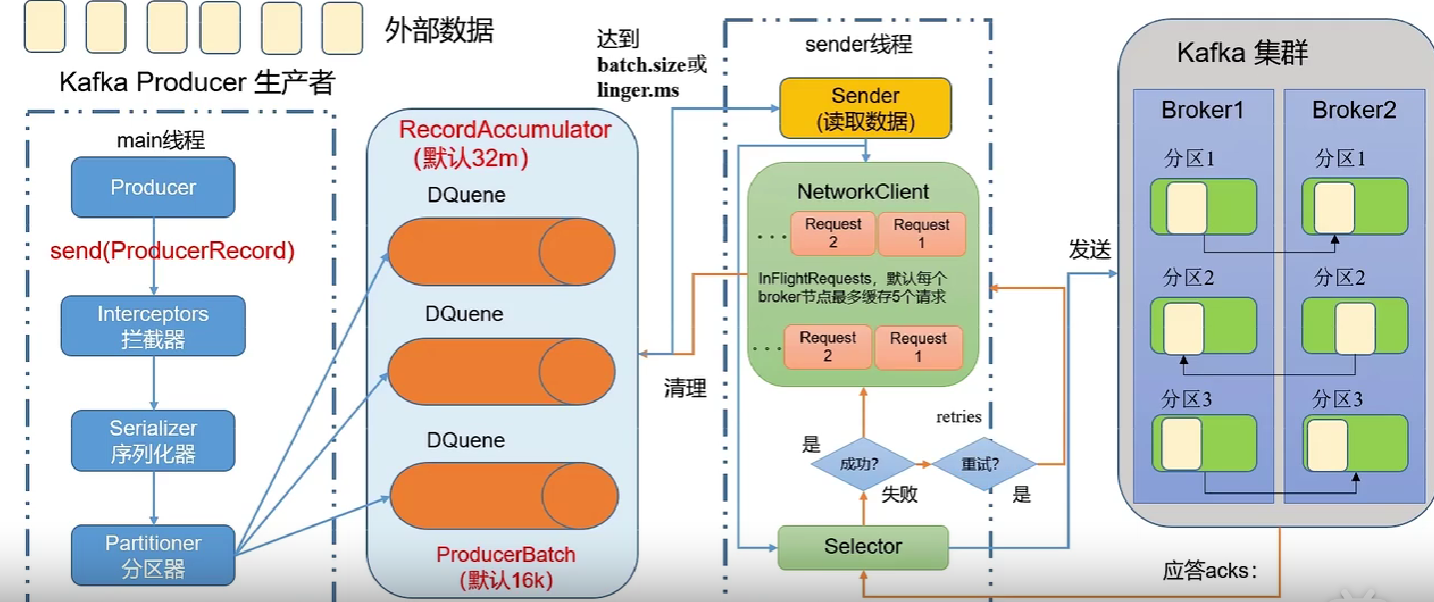 外部数据
Kafka Producer 生产者
main线程
Producer
send(ProducerRecord)
Interceptors
拦截器
Serializer
序列化器
Partitioner
分区器
RecordAccumulator
(默认32m)
DQuene
DQuene
DQuene
ProducerBatch
(默认16k)
达到
batch.size或
linger.ms
清理
sender线程
Sender
(读取数据)
NetworkClient
. . .
Request
2
Request
1
InFlightRequests，默认每个
broker节点最多缓存5个请求
. . .
Request
2
Request
1
是
成功?
失败
retries
重试?
是
Selector
发送
Kafka 集群
Broker1
分区1
分区2
分区3
Broker2
分区1
分区2
分区3
应答acks：